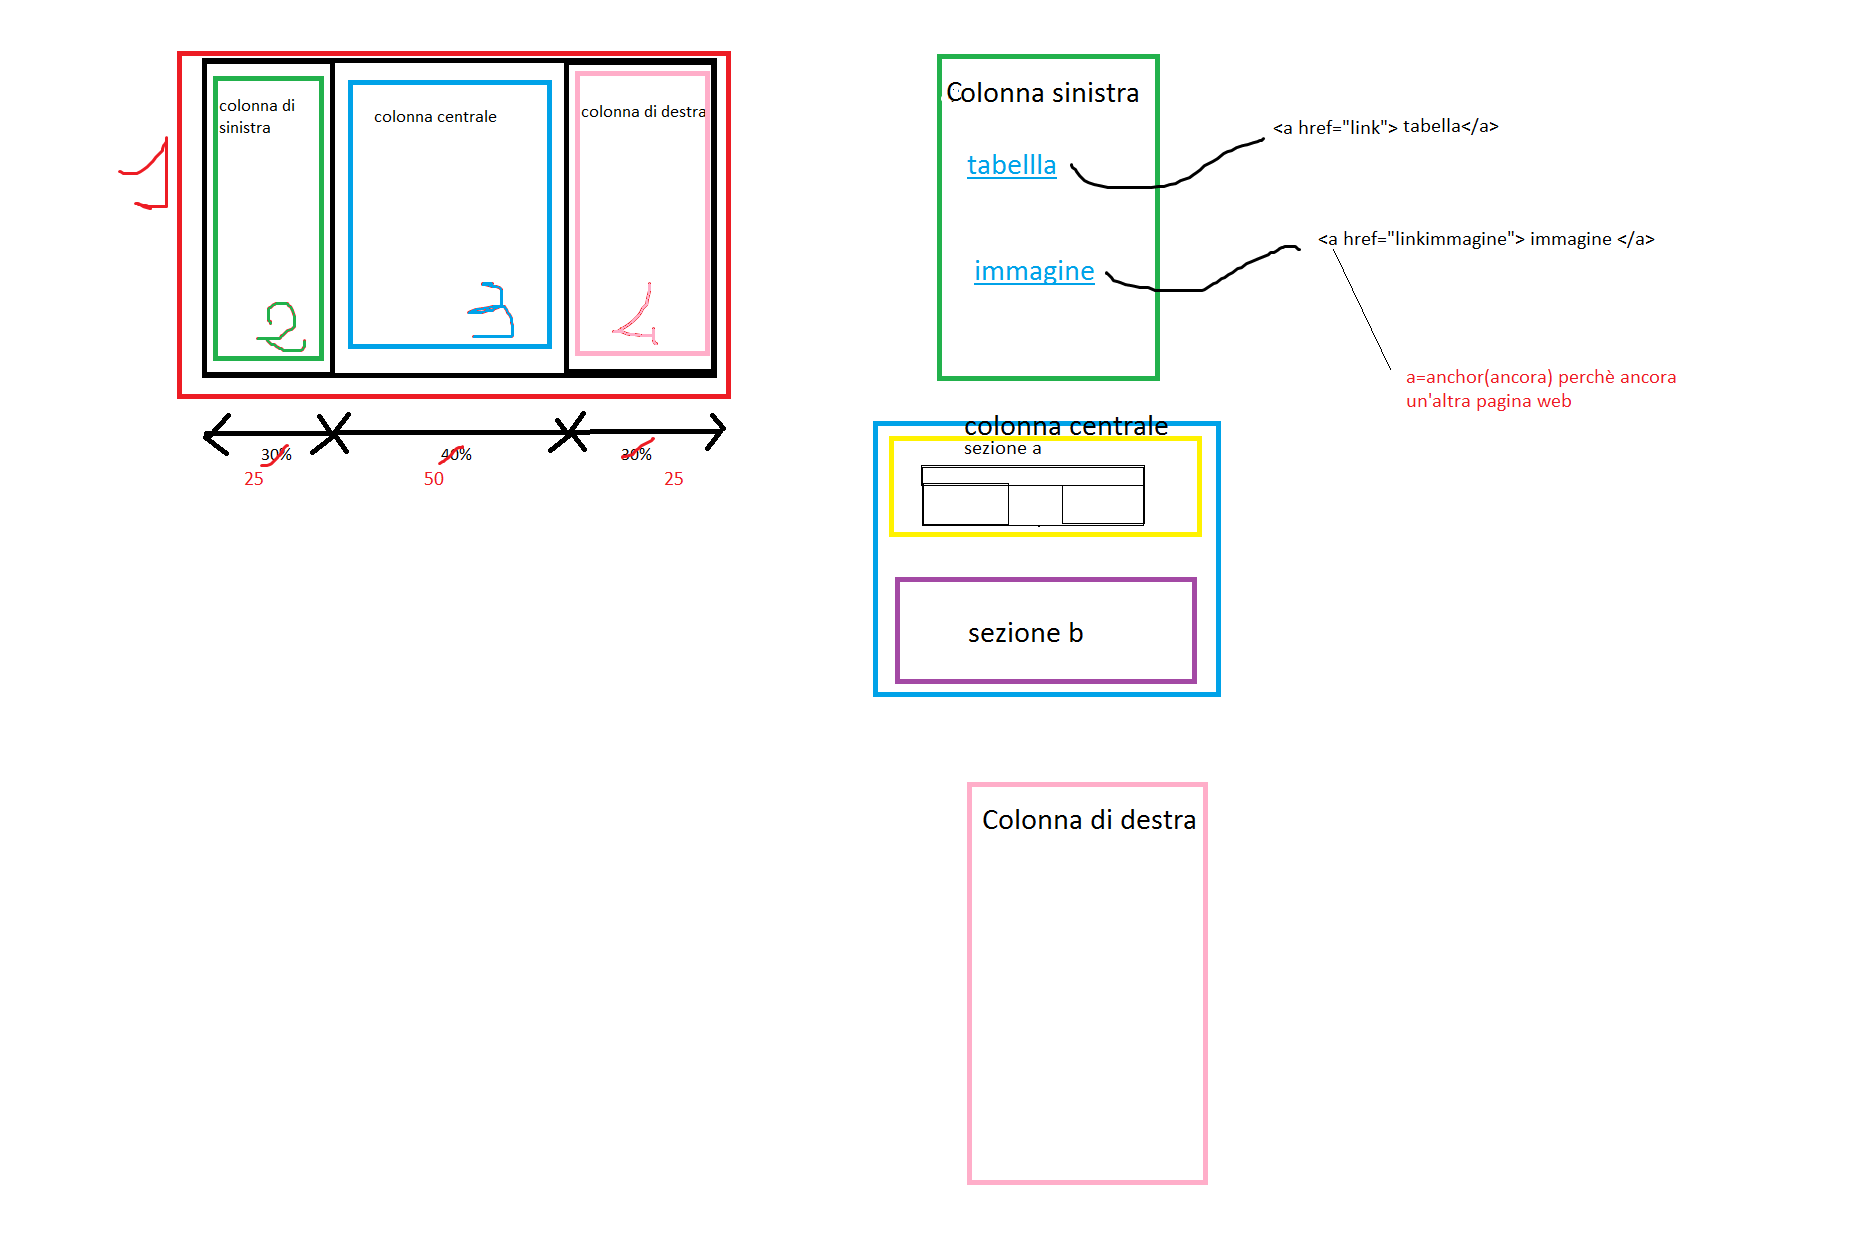 colonna di
sinistra
colonna centrale
colonna di destra
1
2
3
4
30%
40%
30%
25
50
25
Colonna sinistra
tabellla
<a href="link"> tabella</a>
immagine
<a href="linkimmagine"> immagine </a>
a=anchor(ancora) perchè ancora
un'altra pagina web
colonna centrale
sezione a
sezione b
Colonna di destra